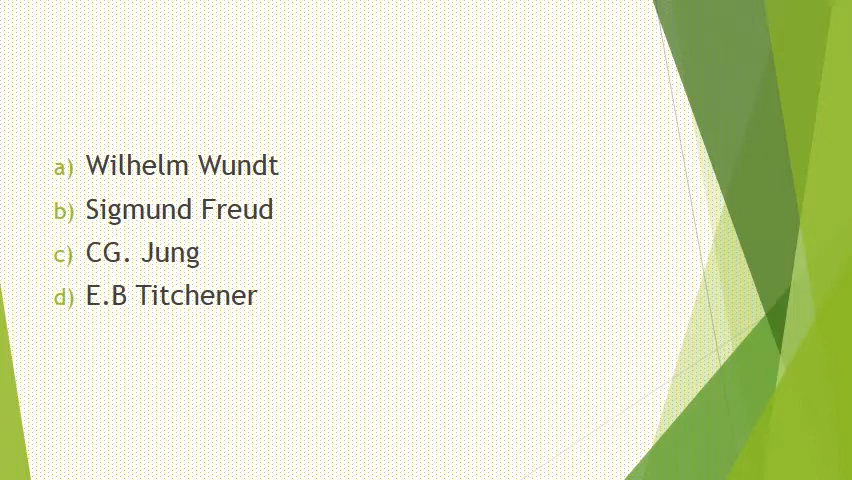 a) Wilhelm Wundt
b) Sigmund Freud
c) CG. Jung
d) E.B Titchener